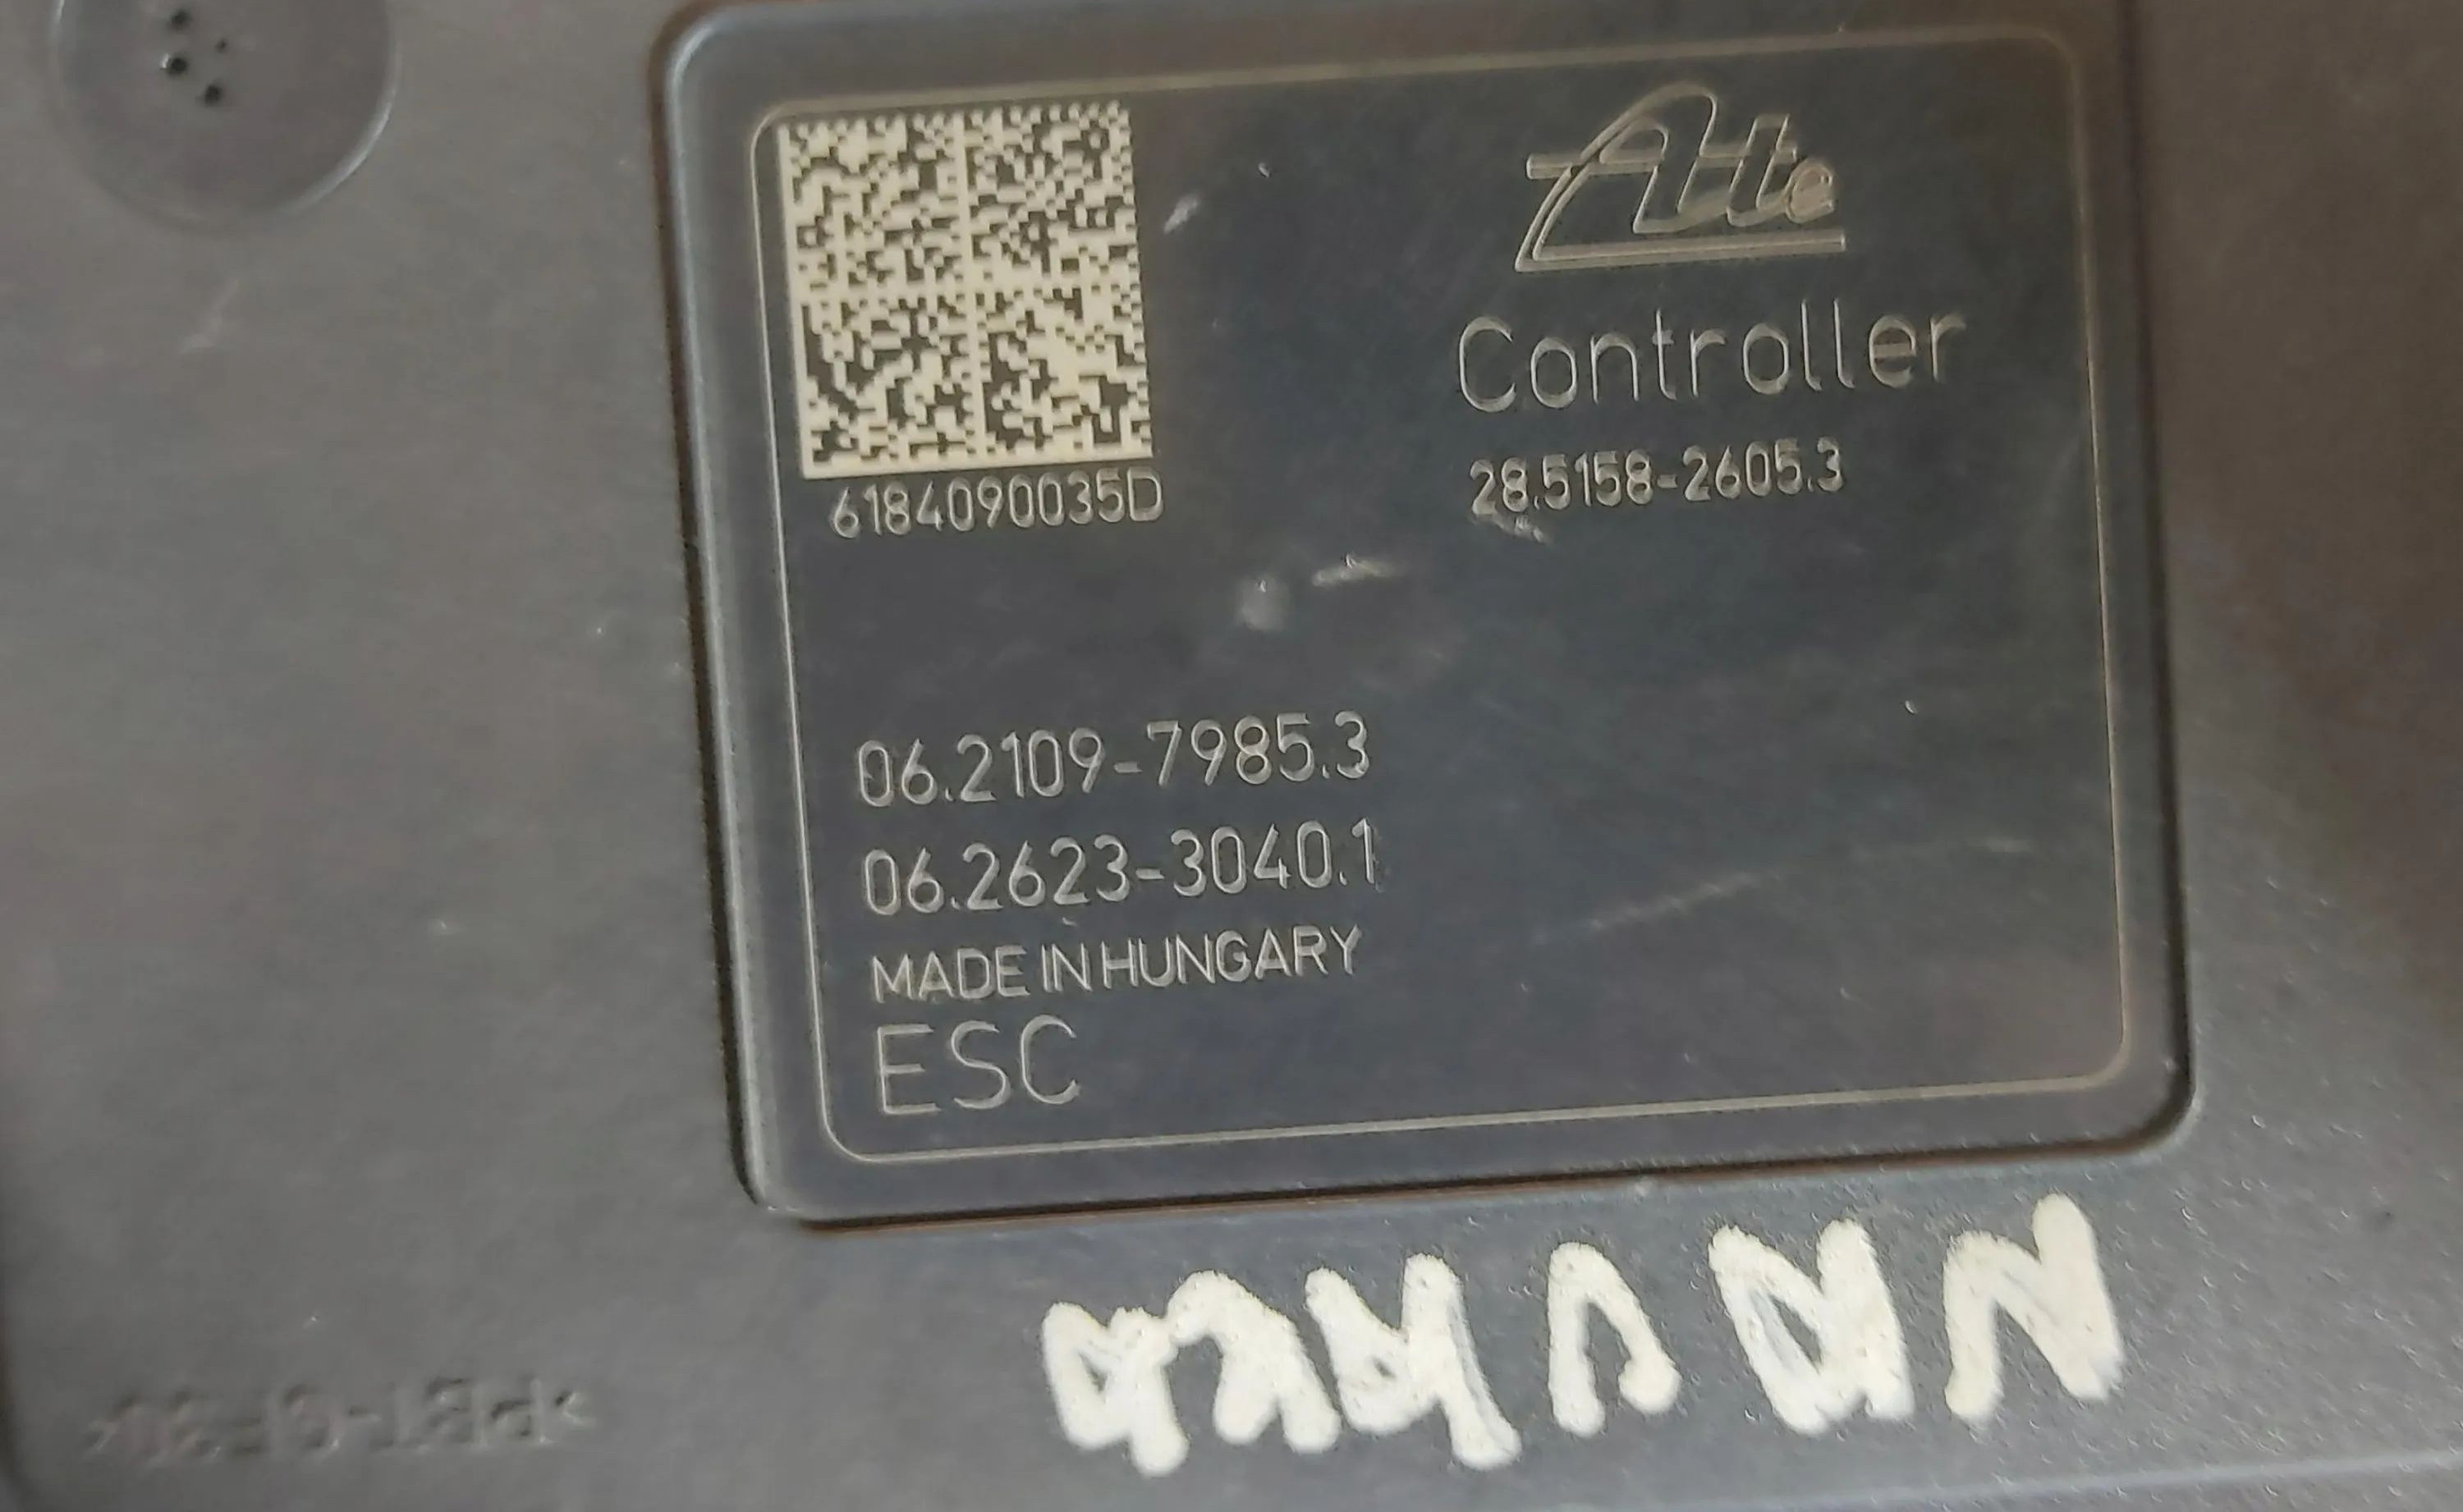 Ate
Controller
6184090035D
28.5158-2605.3
06.2109-7985.3
06.2623-3040.1
MADE IN HUNGARY
ESC